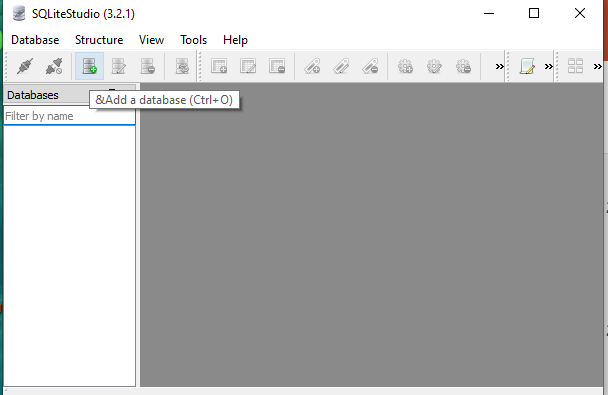 SQLiteStudio (3.2.1)
Database Structure View Tools Help
Databases
&Add a database (Ctrl+O)
Filter by name